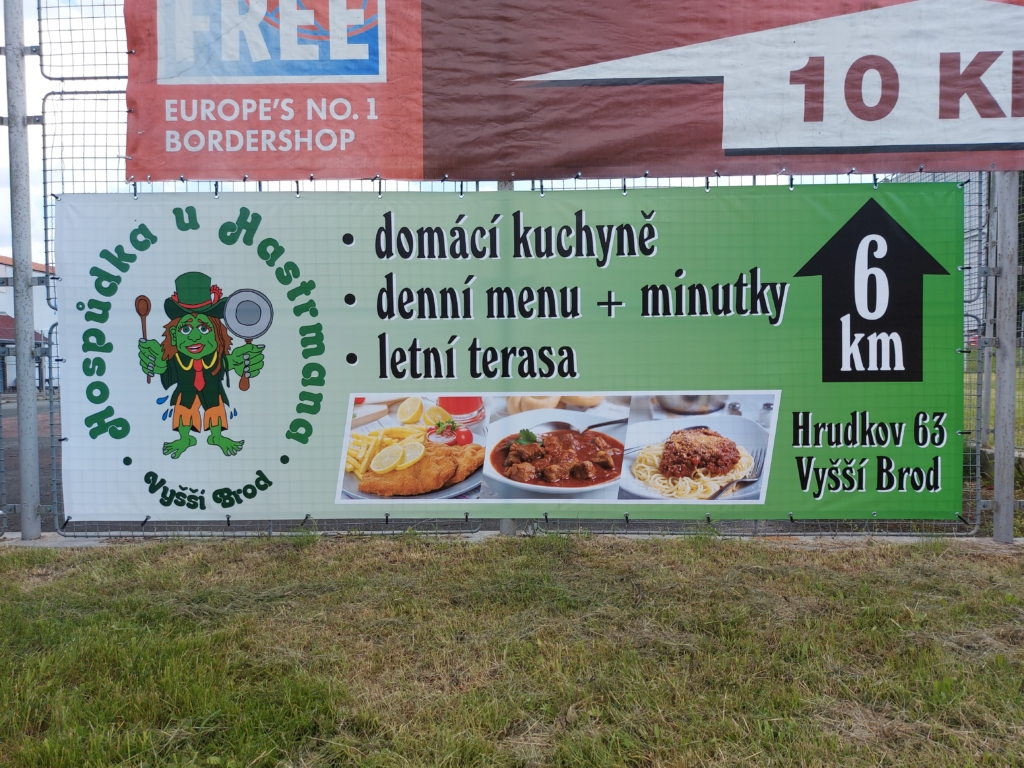 FREE
EUROPE'S NO. 1
BORDERSHOP
10
Hospůdka u Hastrmana
• Vyšší Brod •
• domácí kuchyně
• denní menu + minutky
• letní terasa
6
km
Hrudkov 63
Vyšší Brod